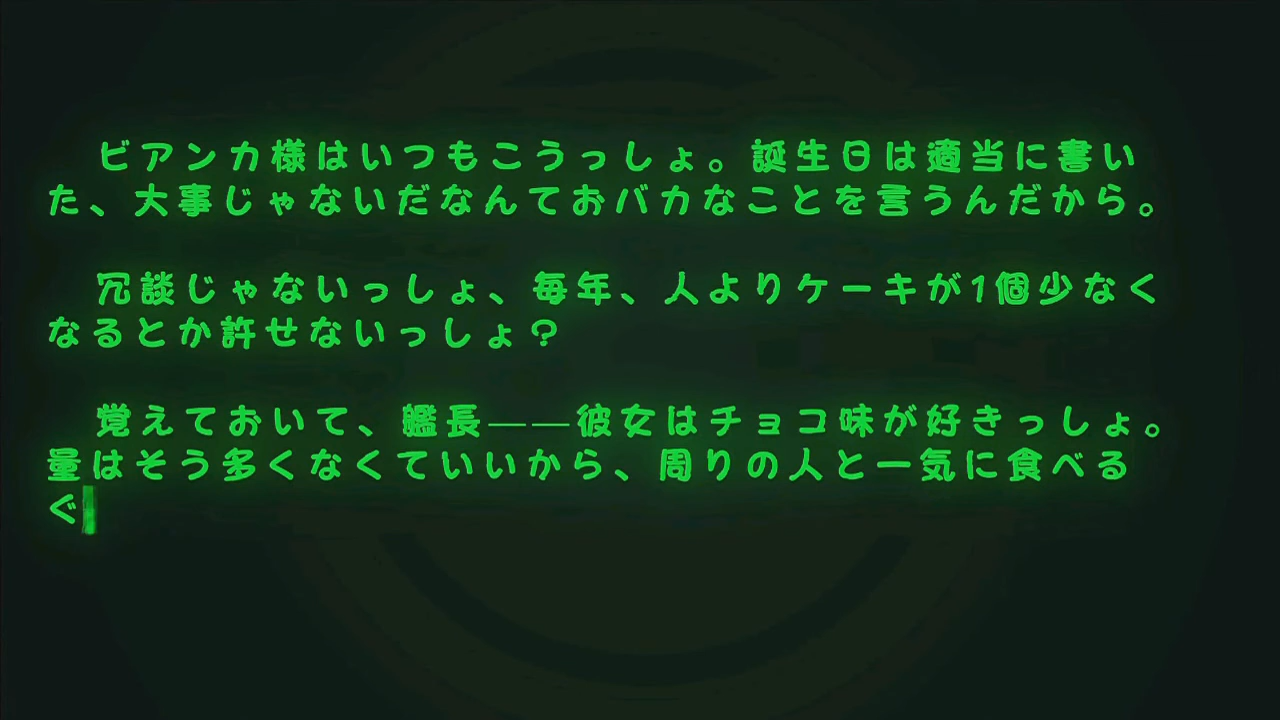 ビアンカ様はいつもこうっしょ。誕生日は適当に書い
た、大事じゃないだなんておバカなことを言うんだから。
冗談じゃないっしょ、毎年、人よりケーキが1個少なく
なるとか許せないっしょ？
覚えておいて、艦長——彼女はチョコ味が好きっしょ。
量はそう多くなくていいから、周りの人と一気に食べる
ぐ